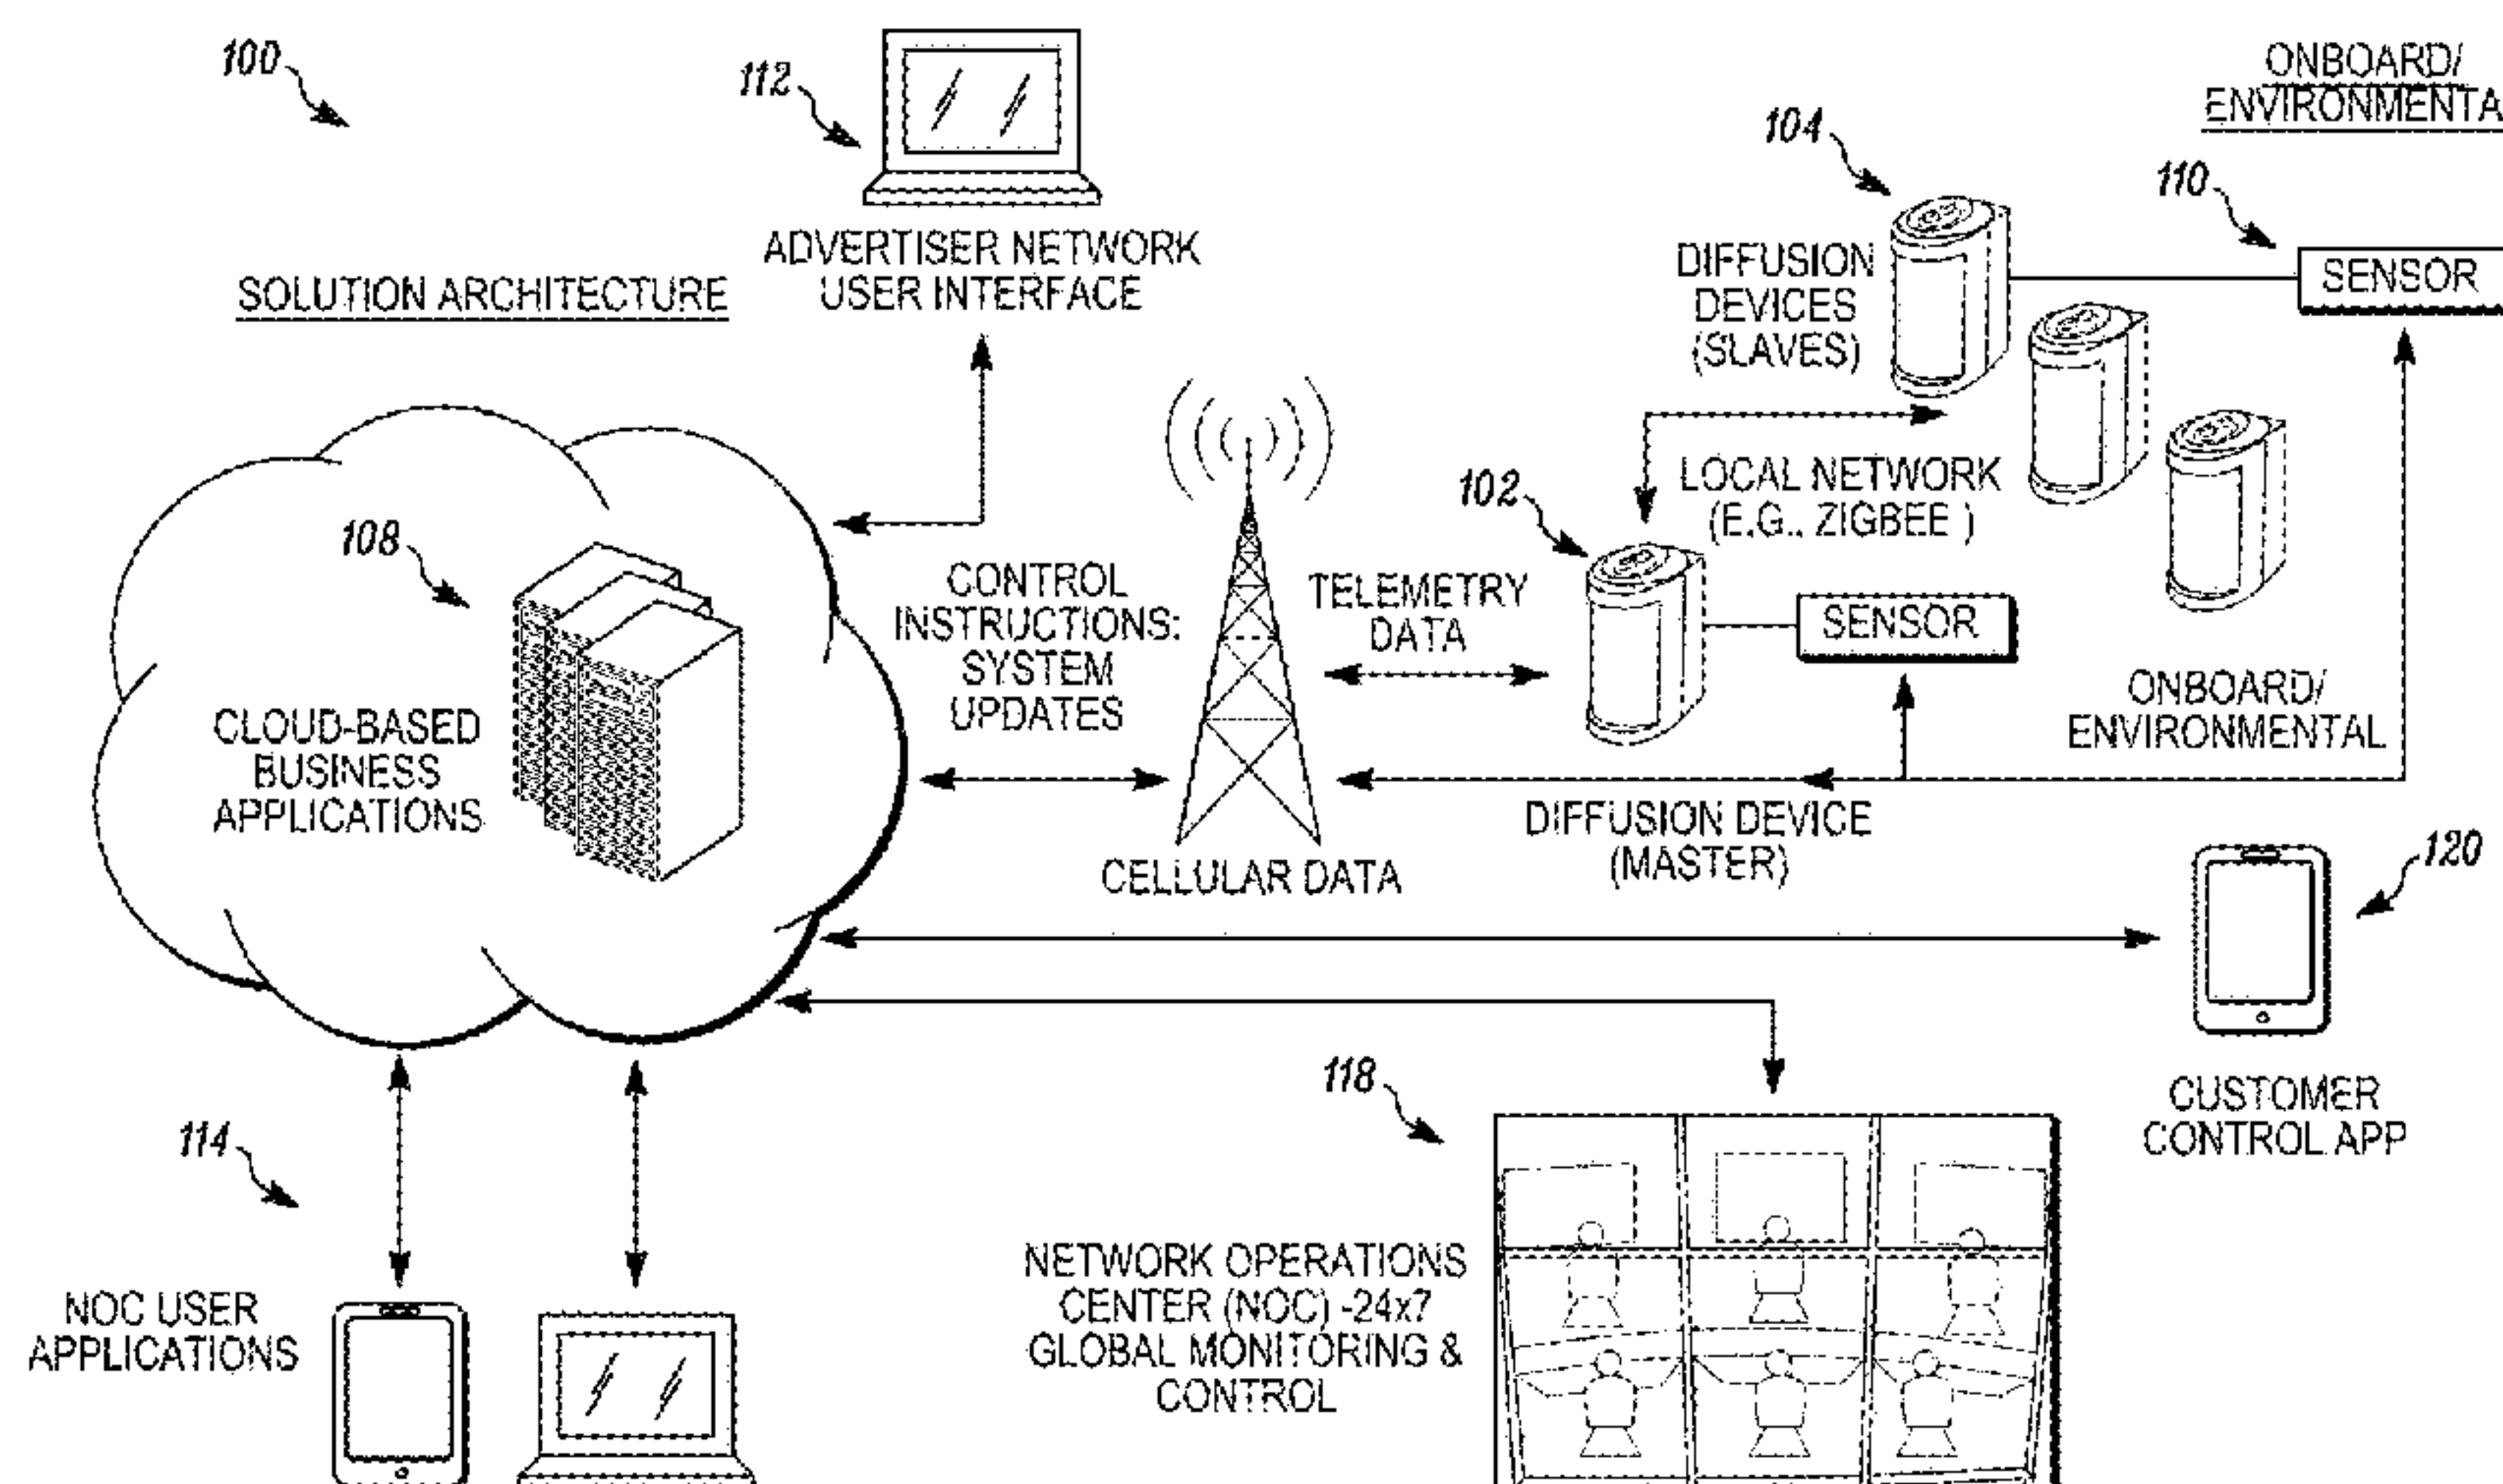 100
112
ADVERTISER NETWORK
USER INTERFACE
SOLUTION ARCHITECTURE
104
ONBOARD/
ENVIRONMENTA
110
SENSOR
DIFFUSION
DEVICES
(SLAVES)
LOCAL NETWORK
(E.G., ZIGBEE )
102
108
CLOUD-BASED
BUSINESS
APPLICATIONS
CONTROL
INSTRUCTIONS:
SYSTEM
UPDATES
TELEMETRY
DATA
SENSOR
ONBOARD/
ENVIRONMENTAL
DIFFUSION DEVICE
(MASTER)
CELLULAR DATA
120
CUSTOMER
CONTROL APP
118
NETWORK OPERATIONS
CENTER (NOC) -24x7
GLOBAL MONITORING &
CONTROL
114
NOC USER
APPLICATIONS